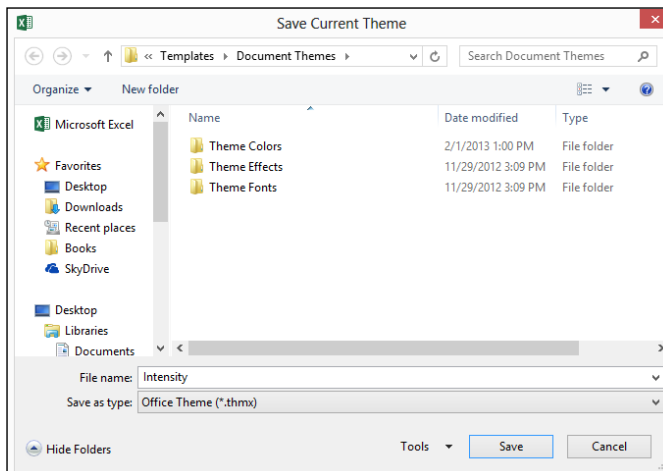 Save Current Theme
« Templates Document Themes Search Document Themes
Organize New folder
Microsoft Excel
Favorites
Desktop
Downloads
Recent places
Books
SkyDrive
Desktop
Libraries
Documents
Name Date modified Type
Theme Colors 2/1/2013 1:00 PM File folder
Theme Effects 11/29/2012 3:09 PM File folder
Theme Fonts 11/29/2012 3:09 PM File folder
File name: Intensity
Save as type: Office Theme (*.thmx)
Hide Folders Tools Save Cancel